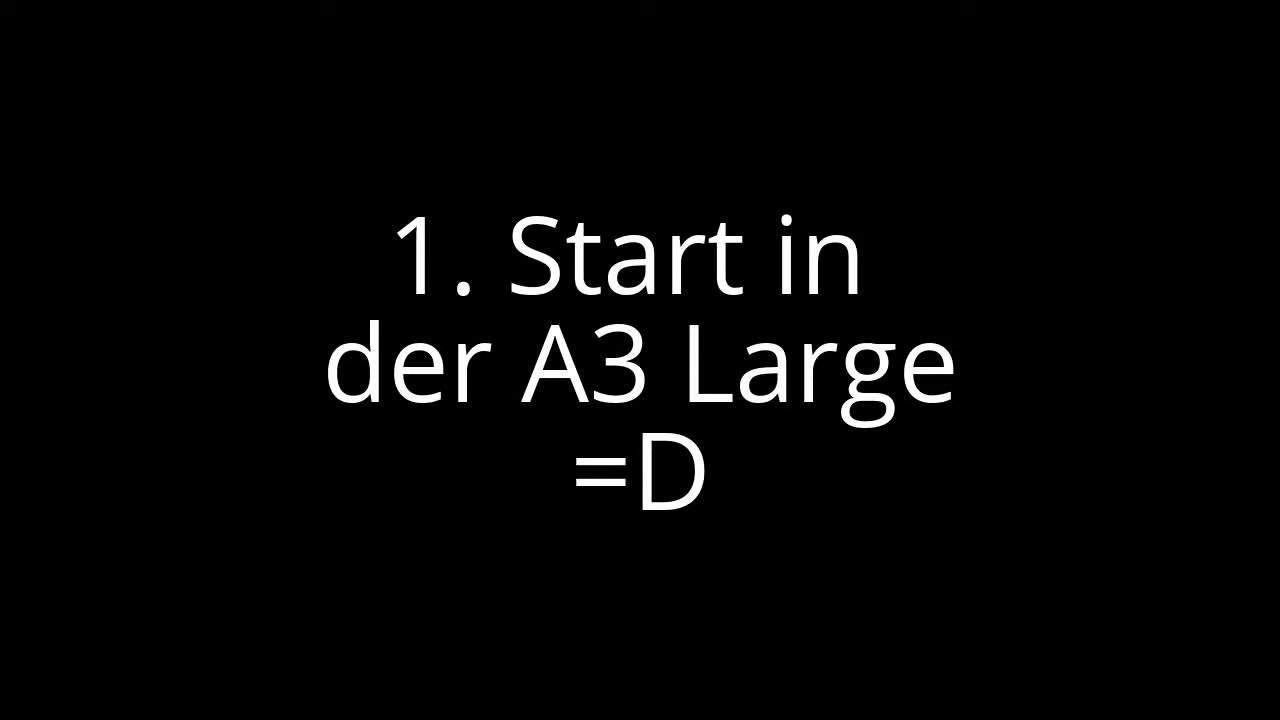 1. Start in
der A3 Large
=D